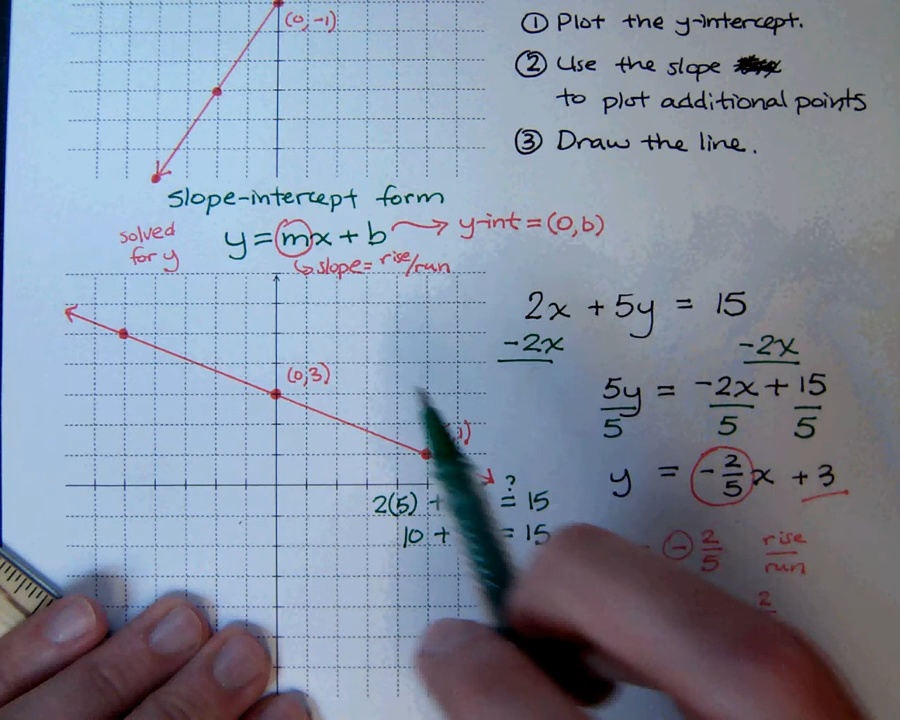 (0,-1)
① Plot the y-intercept.
② Use the slope
to plot additional points
③ Draw the line.
slope-intercept form
solved
for y
y = mx + b → y-int = (0,b)
↳ slope = rise/run
2x + 5y = 15
-2x -2x
(0,3)
5y = -2x + 15
5 5 5
)
y = -2/5 x + 3
?
2(5) + = 15
10 + = 15
- 2/5 rise
run
2